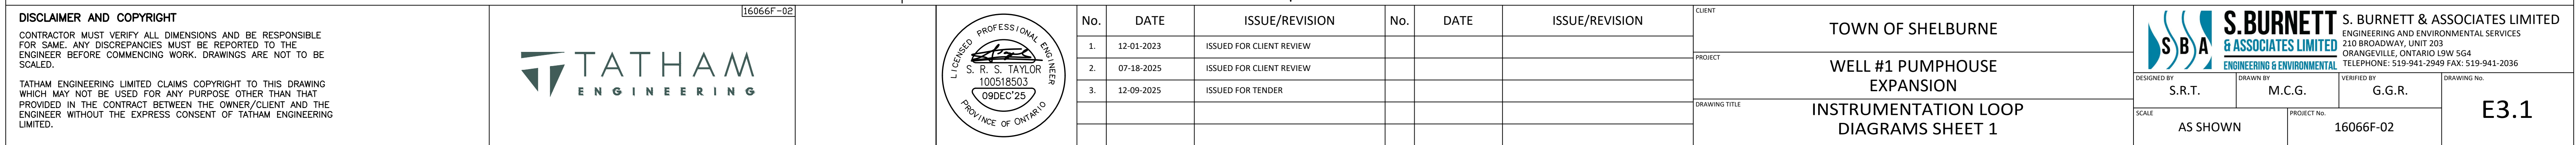 DISCLAIMER AND COPYRIGHT
CONTRACTOR MUST VERIFY ALL DIMENSIONS AND BE RESPONSIBLE
FOR SAME. ANY DISCREPANCIES MUST BE REPORTED TO THE
ENGINEER BEFORE COMMENCING WORK. DRAWINGS ARE NOT TO BE
SCALED.
TATHAM ENGINEERING LIMITED CLAIMS COPYRIGHT TO THIS DRAWING
WHICH MAY NOT BE USED FOR ANY PURPOSE OTHER THAN THAT
PROVIDED IN THE CONTRACT BETWEEN THE OWNER/CLIENT AND THE
ENGINEER WITHOUT THE EXPRESS CONSENT OF TATHAM ENGINEERING
LIMITED.
16066F-02
TATHAM
ENGINEERING
LICENSED PROFESSIONAL ENGINEER
S. R. S. TAYLOR
100518503
09DEC'25
PROVINCE OF ONTARIO
No. DATE ISSUE/REVISION No. DATE ISSUE/REVISION
1. 12-01-2023 ISSUED FOR CLIENT REVIEW
2. 07-18-2025 ISSUED FOR CLIENT REVIEW
3. 12-09-2025 ISSUED FOR TENDER
CLIENT
TOWN OF SHELBURNE
PROJECT
WELL #1 PUMPHOUSE
EXPANSION
DRAWING TITLE
INSTRUMENTATION LOOP
DIAGRAMS SHEET 1
SBA
S.BURNETT
& ASSOCIATES LIMITED
ENGINEERING & ENVIRONMENTAL
S. BURNETT & ASSOCIATES LIMITED
ENGINEERING AND ENVIRONMENTAL SERVICES
210 BROADWAY, UNIT 203
ORANGEVILLE, ONTARIO L9W 5G4
TELEPHONE: 519-941-2949 FAX: 519-941-2036
DESIGNED BY
S.R.T.
DRAWN BY
M.C.G.
VERIFIED BY
G.G.R.
DRAWING No.
E3.1
SCALE
AS SHOWN
PROJECT No.
16066F-02